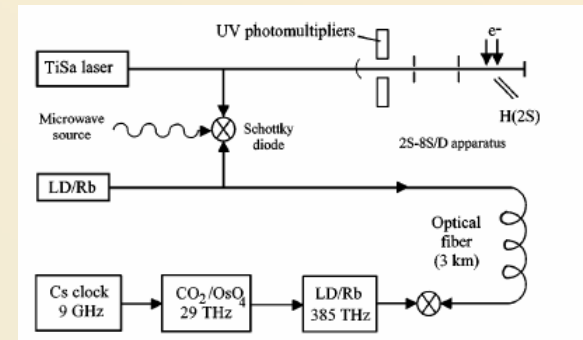 UV photomultipliers
e-
TiSa laser
H(2S)
Microwave
source
Schottky
diode
2S-8S/D apparatus
LD/Rb
Optical
fiber
(3 km)
Cs clock
9 GHz
CO2/OsO4
29 THz
LD/Rb
385 THz